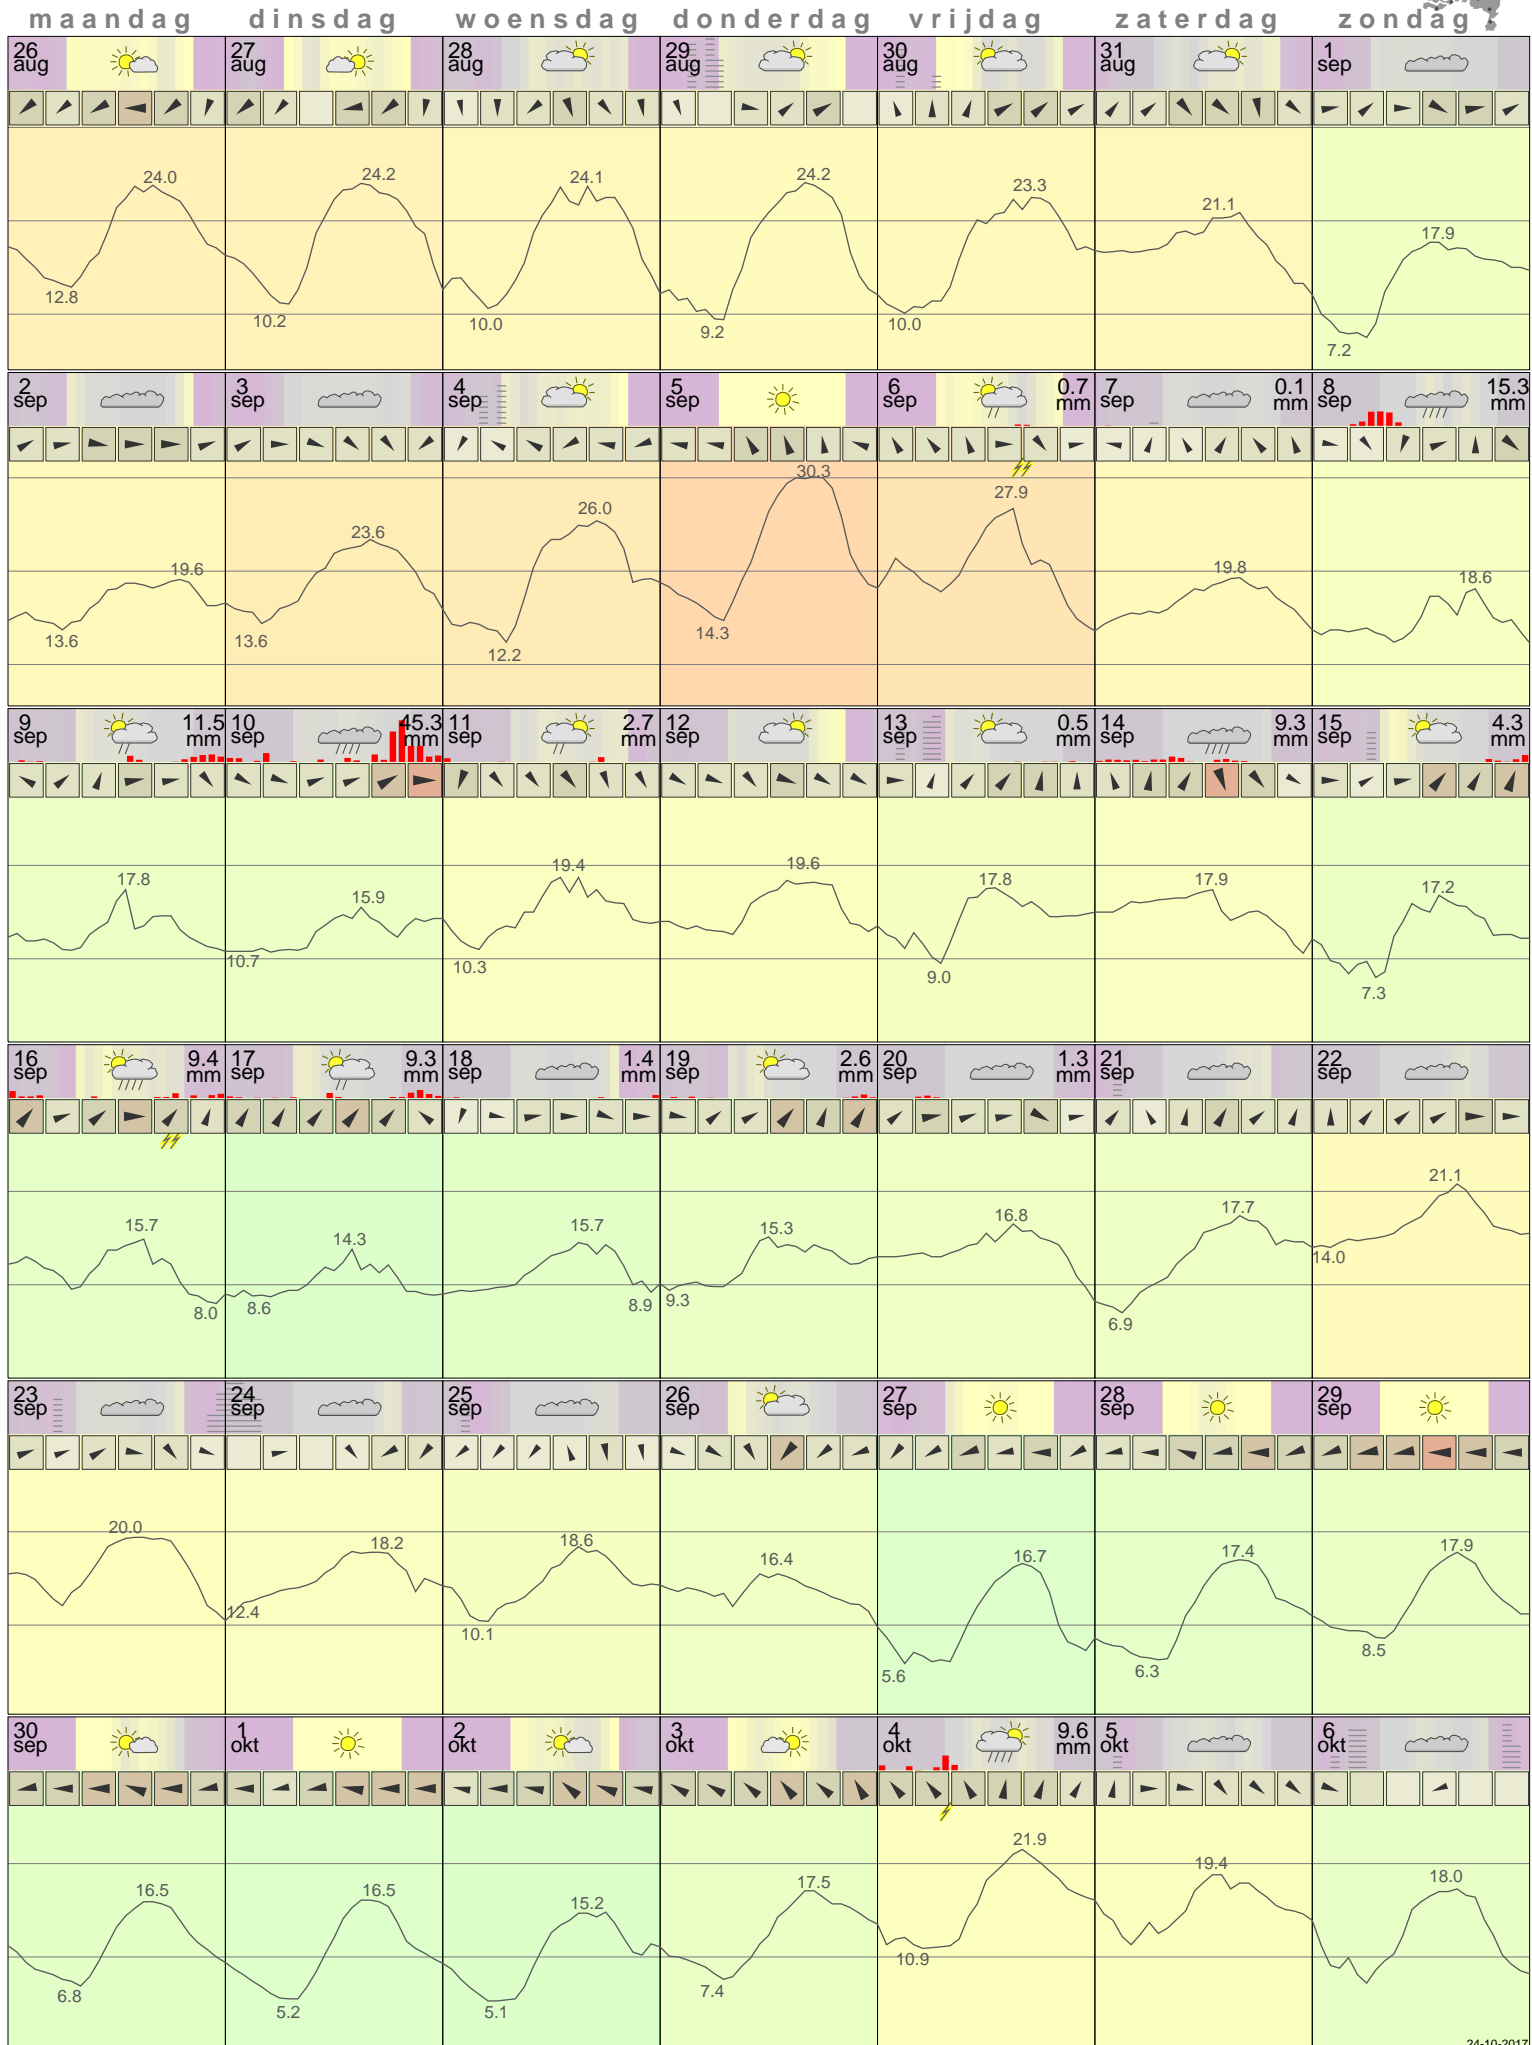 maandag dinsdag woensdag donderdag vrijdag zaterdag zondag
26 27 28 29 30 31 1
aug aug aug aug aug aug sep
24.0 24.2 24.1 24.2 23.3 21.1 17.9
12.8 10.2 10.0 9.2 10.0 7.2
2 3 4 5 6 0.7 7 0.1 8 15.3
sep sep sep sep sep mm sep mm sep mm
19.6 23.6 26.0 30.3 27.9 19.8 18.6
13.6 13.6 12.2 14.3
9 11.5 10 45.3 11 2.7 12 13 0.5 14 9.3 15 4.3
sep mm sep mm sep mm sep sep mm sep mm sep mm
17.8 15.9 19.4 19.6 17.8 17.9 17.2
10.7 10.3 9.0 7.3
16 9.4 17 9.3 18 1.4 19 2.6 20 1.3 21 22
sep mm sep mm sep mm sep mm sep mm sep sep
15.7 14.3 15.7 15.3 16.8 17.7 21.1
8.0 8.6 8.9 9.3 6.9 14.0
23 24 25 26 27 28 29
sep sep sep sep sep sep sep
20.0 18.2 18.6 16.4 16.7 17.4 17.9
12.4 10.1 5.6 6.3 8.5
30 1 2 3 4 9.6 5 6
sep okt okt okt okt mm okt okt
16.5 16.5 15.2 17.5 21.9 19.4 18.0
6.8 5.2 5.1 7.4 10.9
24-10-2017